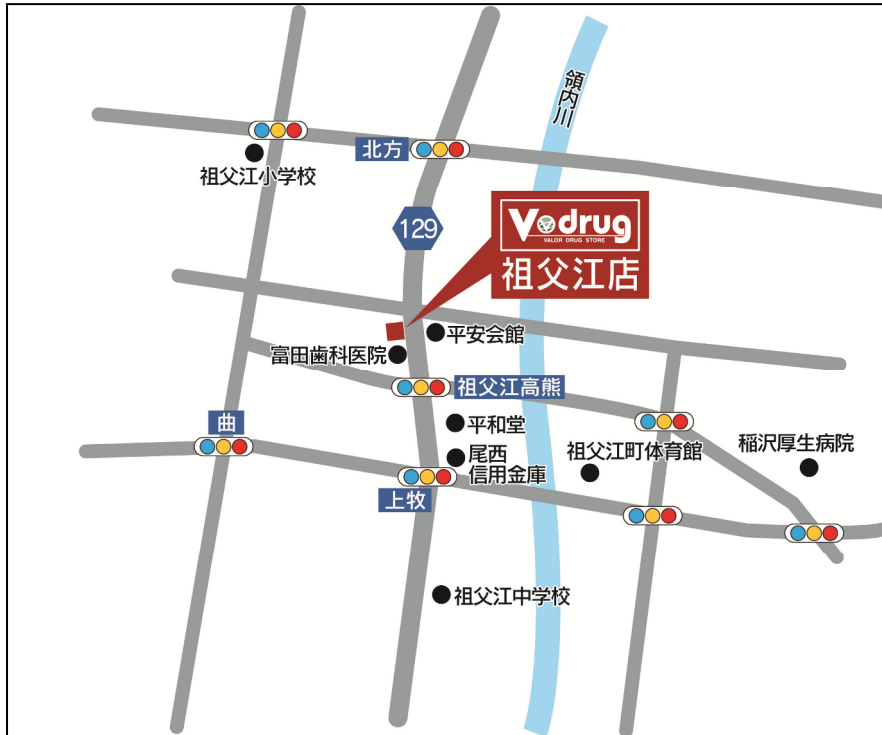 領内川
北方
祖父江小学校
129
V drug
VALOR DRUG STORE
祖父江店
平安会館
富田歯科医院
祖父江高熊
曲
平和堂
尾西
信用金庫
祖父江町体育館
稲沢厚生病院
上牧
祖父江中学校